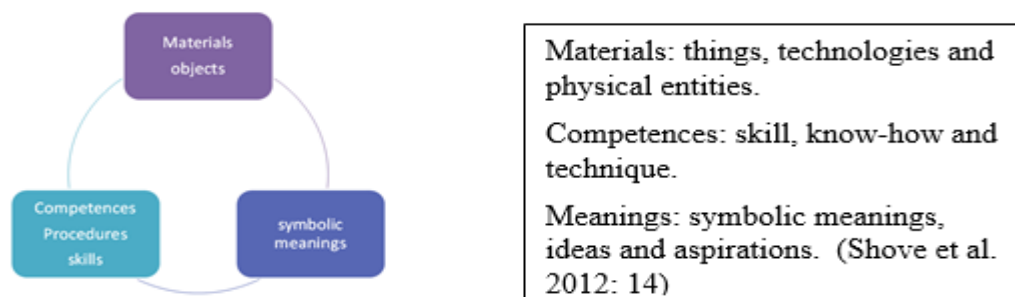 Materials
objects
Competences
Procedures
skills
symbolic
meanings
Materials: things, technologies and
physical entities.
Competences: skill, know-how and
technique.
Meanings: symbolic meanings,
ideas and aspirations.  (Shove et al.
2012: 14)